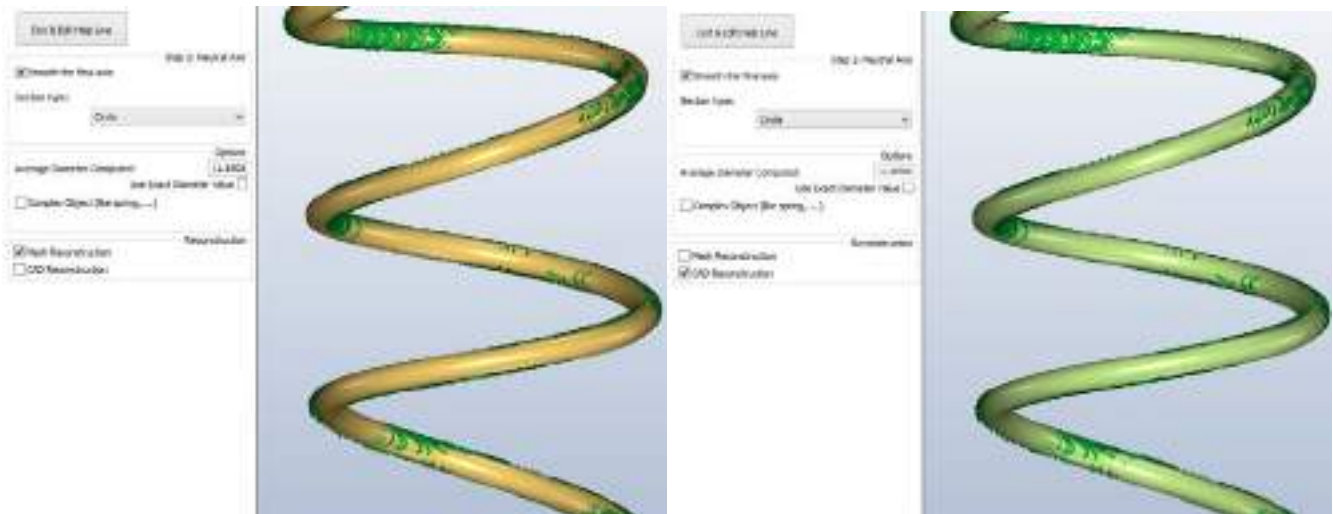 Step 2: Neutral Axis
Smooth the final axis
Section type:
Circle
Options
Average Diameter Computed:
Use Exact Diameter Value
Complex Object (like spring, ...)
Reconstruction
Mesh Reconstruction
CAD Reconstruction
Step 2: Neutral Axis
Smooth the final axis
Section type:
Circle
Options
Average Diameter Computed:
Use Exact Diameter Value
Complex Object (like spring, ...)
Reconstruction
Mesh Reconstruction
CAD Reconstruction